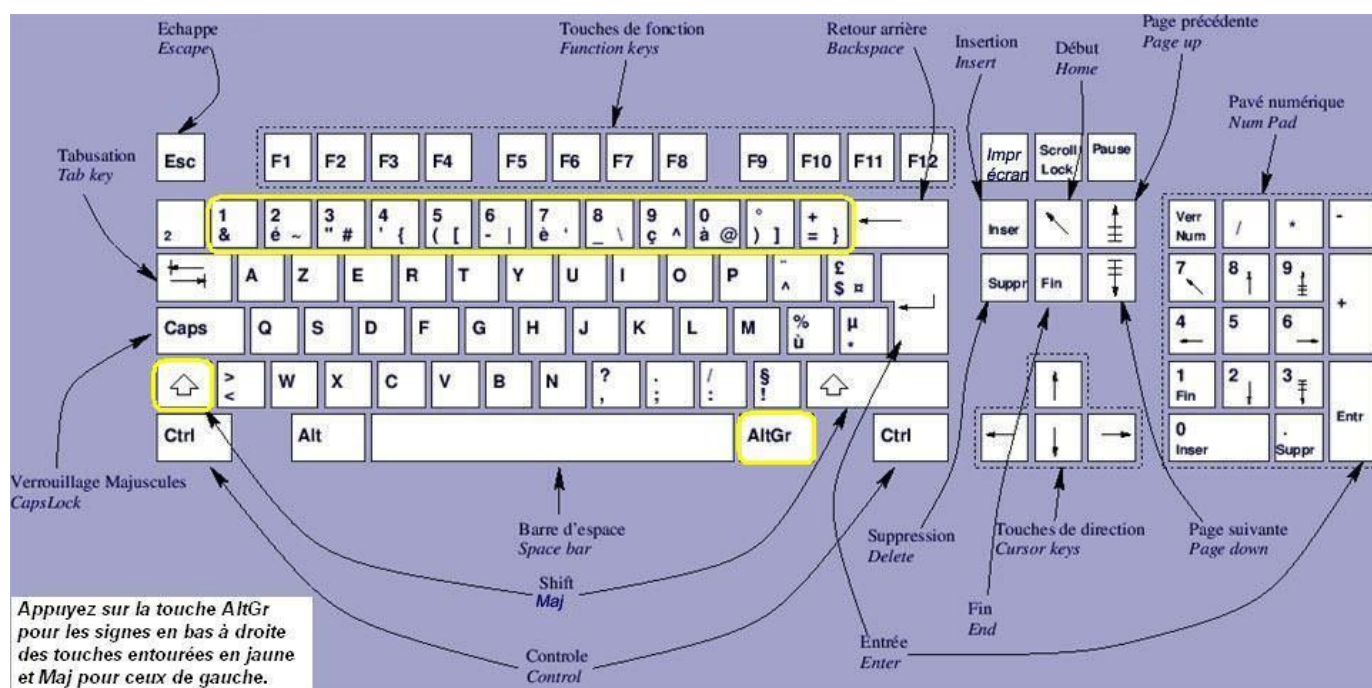 Echappe
Escape
Touches de fonction
Function keys
Retour arrière
Backspace
Insertion
Insert
Début
Home
Page précédente
Page up
Pavé numérique
Num Pad
Tabusation
Tab key
Esc F1 F2 F3 F4 F5 F6 F7 F8 F9 F10 F11 F12
Impr écran
Scroll Lock
Pause
2
1 &
2 é ~
3 " #
4 ' {
5 ( [
6 - |
7 è `
8 _ \
9 ç ^
0 à @
° ) ]
+ = }
Inser
Verr Num
/ * -
A Z E R T Y U I O P
¨ ^
£ $ ¤
Suppr Fin
7 8 9 +
Caps Q S D F G H J K L M
% ù
µ *
4 5 6
> <
W X C V B N
? ,
. ;
/ :
§ !
1 Fin
2 3
Entr
Ctrl Alt AltGr Ctrl
0 Inser
. Suppr
Verrouillage Majuscules
CapsLock
Barre d'espace
Space bar
Suppression
Delete
Touches de direction
Cursor keys
Page suivante
Page down
Shift
Maj
Fin
End
Controle
Control
Entrée
Enter
Appuyez sur la touche AltGr
pour les signes en bas à droite
des touches entourées en jaune
et Maj pour ceux de gauche.